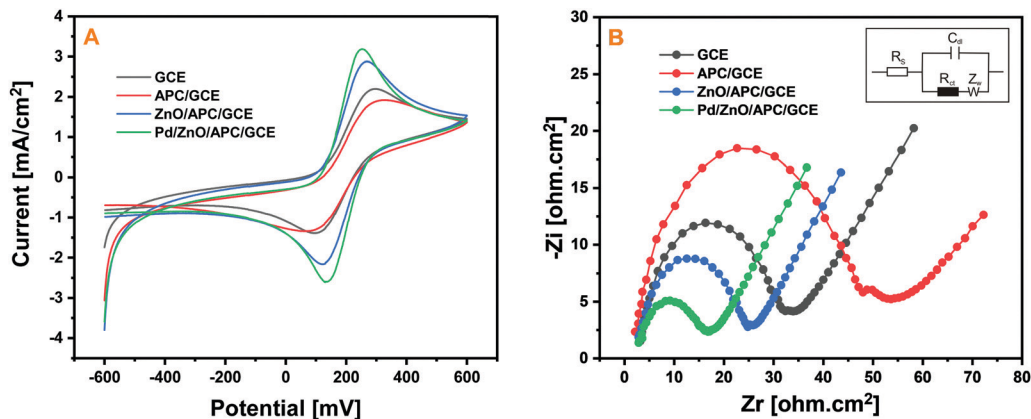 A
Current [mA/cm²]
4
3
2
1
0
-1
-2
-3
-4
GCE
APC/GCE
ZnO/APC/GCE
Pd/ZnO/APC/GCE
-600 -400 -200 0 200 400 600
Potential [mV]
B
-Zi [ohm.cm²]
-30
25
20
15
10
5
0
GCE
APC/GCE
ZnO/APC/GCE
Pd/ZnO/APC/GCE
Cdl
Rs
Rct Zw
W
0 10 20 30 40 50 60 70 80
Zr [ohm.cm²]